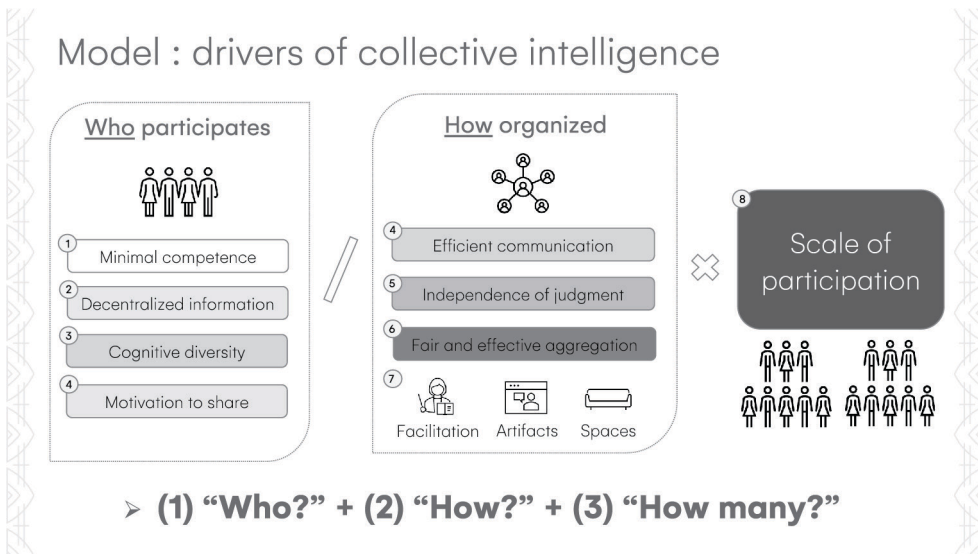 Model : drivers of collective intelligence
Who participates
1
Minimal competence
2
Decentralized information
3
Cognitive diversity
4
Motivation to share
How organized
4
Efficient communication
5
Independence of judgment
6
Fair and effective aggregation
7
Facilitation Artifacts Spaces
8
Scale of
participation
➢ (1) “Who?” + (2) “How?” + (3) “How many?”